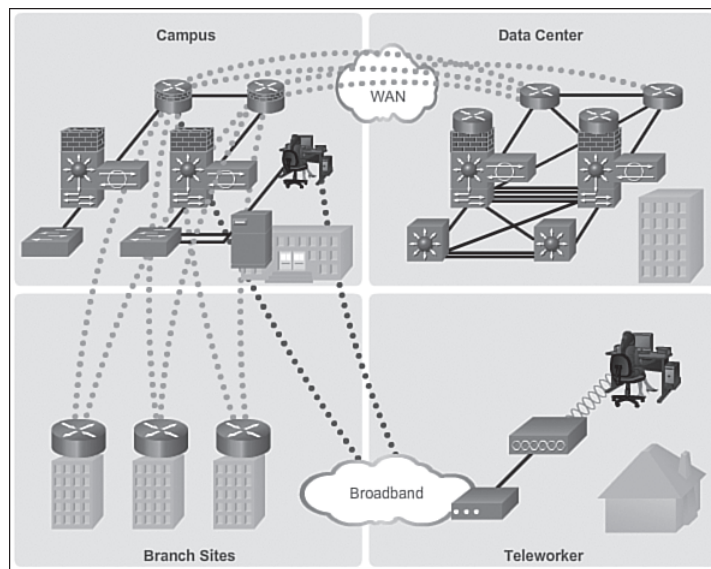 Campus
Data Center
WAN
Broadband
Branch Sites
Teleworker